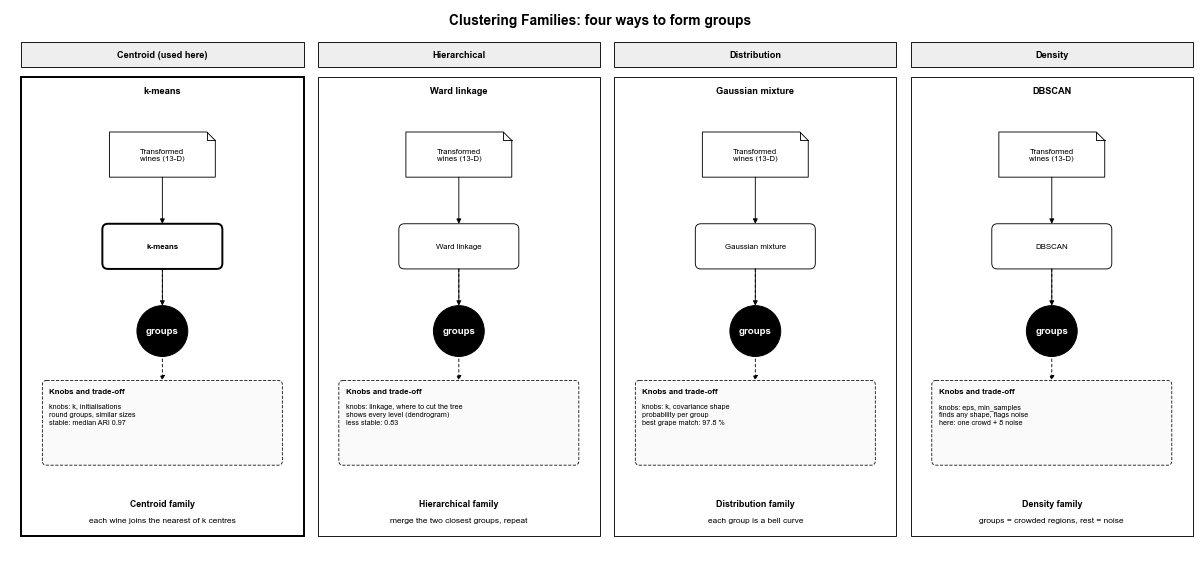 Clustering Families: four ways to form groups
Centroid (used here)
k-means
Transformed
wines (13-D)
k-means
groups
Knobs and trade-off
knobs: k, initialisations
round groups, similar sizes
stable: median ARI 0.97
Centroid family
each wine joins the nearest of k centres
Hierarchical
Ward linkage
Transformed
wines (13-D)
Ward linkage
groups
Knobs and trade-off
knobs: linkage, where to cut the tree
shows every level (dendrogram)
less stable: 0.83
Hierarchical family
merge the two closest groups, repeat
Distribution
Gaussian mixture
Transformed
wines (13-D)
Gaussian mixture
groups
Knobs and trade-off
knobs: k, covariance shape
probability per group
best grape match: 97.8 %
Distribution family
each group is a bell curve
Density
DBSCAN
Transformed
wines (13-D)
DBSCAN
groups
Knobs and trade-off
knobs: eps, min_samples
finds any shape, flags noise
here: one crowd + 8 noise
Density family
groups = crowded regions, rest = noise